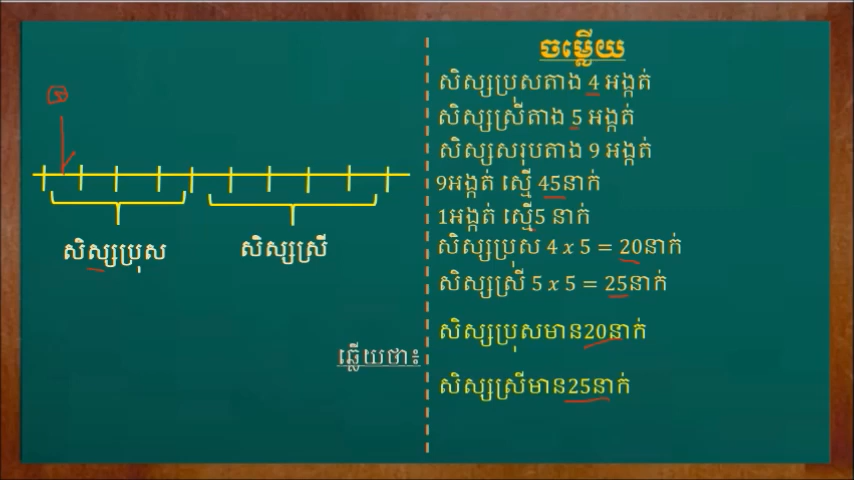 ចម្លើយ
សិស្សប្រុសតាង 4 អង្កត់
សិស្សស្រីតាង 5 អង្កត់
សិស្សសរុបតាង 9 អង្កត់
9អង្កត់ ស្មើ 45នាក់
1អង្កត់ ស្មើ5 នាក់
សិស្សប្រុស 4 x 5 = 20នាក់
សិស្សស្រី 5 x 5 = 25នាក់
សិស្សប្រុស
សិស្សស្រី
ឆ្លើយថា៖
សិស្សប្រុសមាន20នាក់
សិស្សស្រីមាន25នាក់